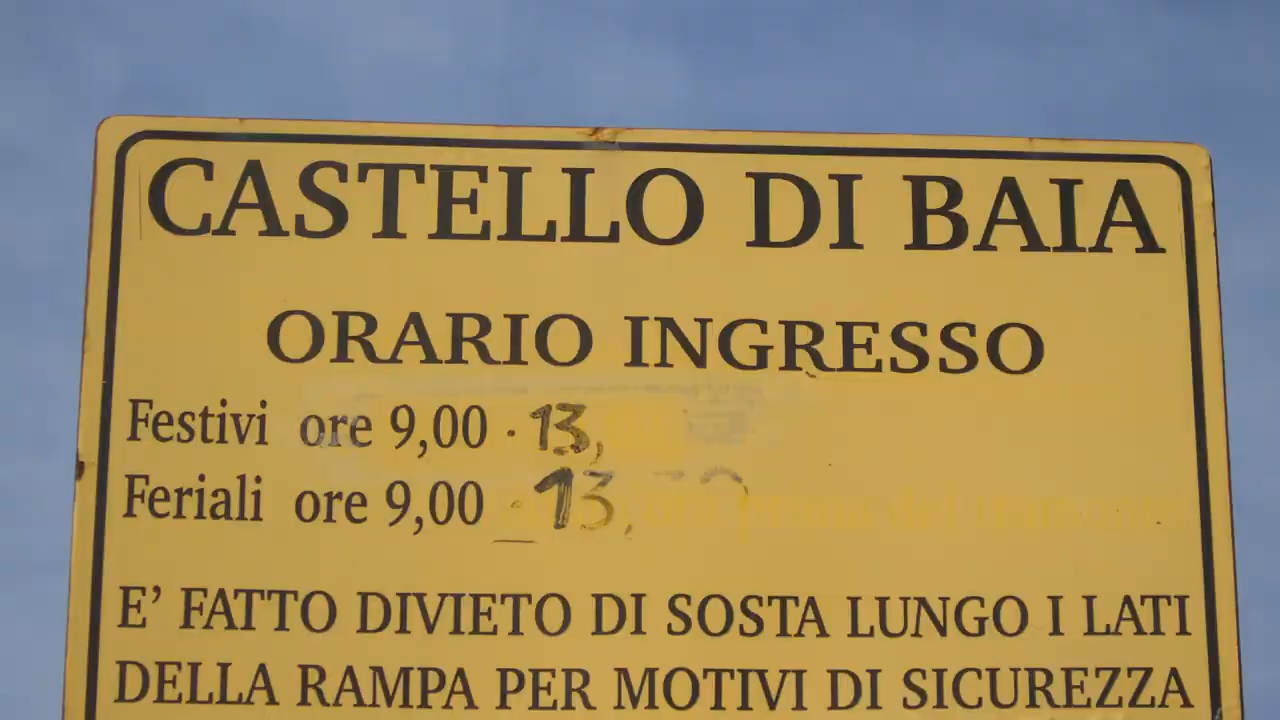 CASTELLO DI BAIA
ORARIO INGRESSO
Festivi ore 9,00 · 13,
Feriali ore 9,00 · 13,
E' FATTO DIVIETO DI SOSTA LUNGO I LATI
DELLA RAMPA PER MOTIVI DI SICUREZZA